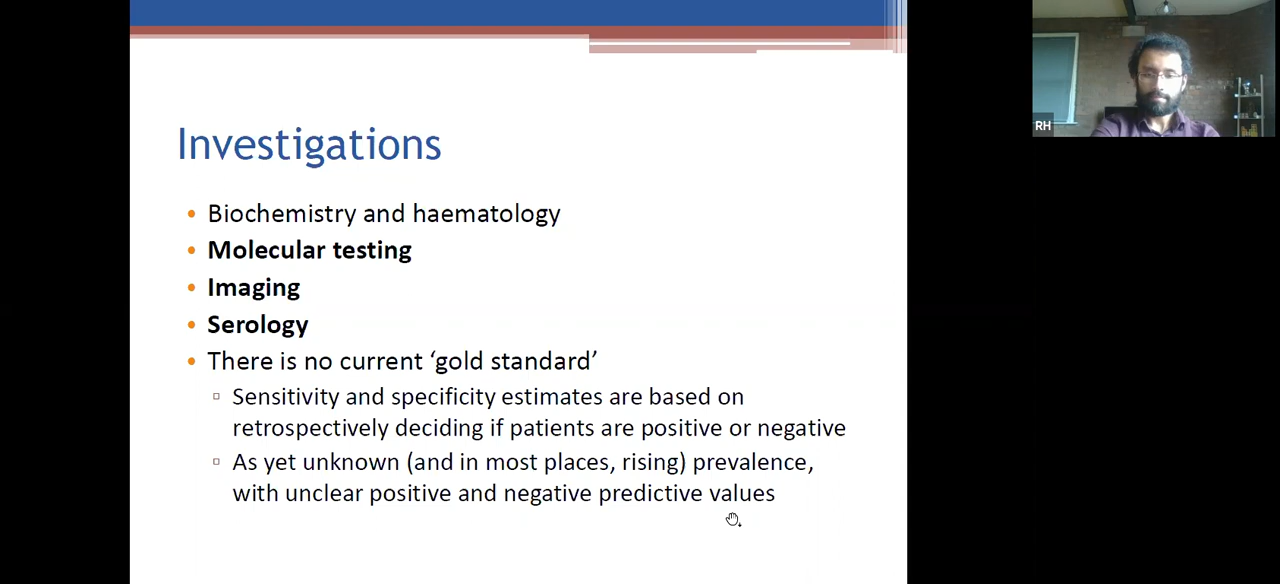 Investigations
• Biochemistry and haematology
• Molecular testing
• Imaging
• Serology
• There is no current ‘gold standard’
▫ Sensitivity and specificity estimates are based on
retrospectively deciding if patients are positive or negative
▫ As yet unknown (and in most places, rising) prevalence,
with unclear positive and negative predictive values
RH